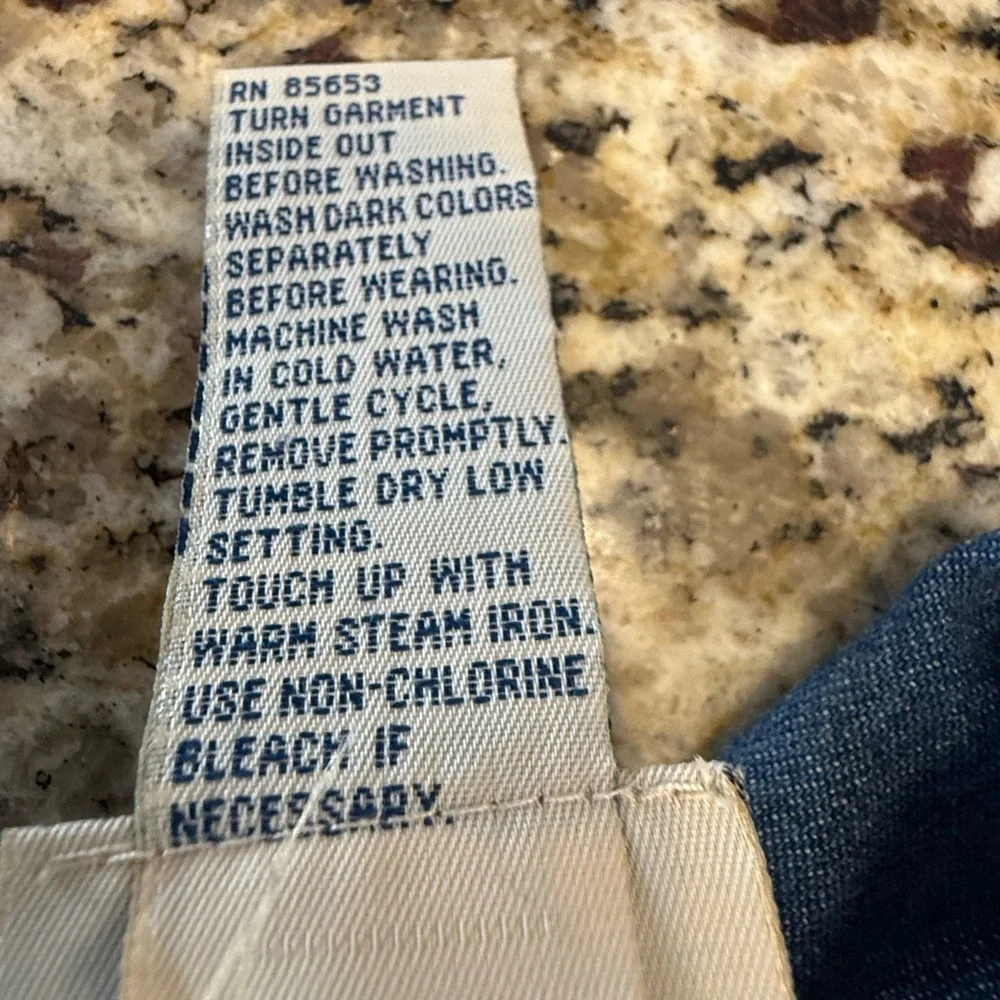 RN 85653
TURN GARMENT
INSIDE OUT
BEFORE WASHING.
WASH DARK COLORS
SEPARATELY
BEFORE WEARING.
MACHINE WASH
IN COLD WATER,
GENTLE CYCLE,
REMOVE PROMPTLY.
TUMBLE DRY LOW
SETTING.
TOUCH UP WITH
WARM STEAM IRON.
USE NON-CHLORINE
BLEACH IF
NECESSARY.